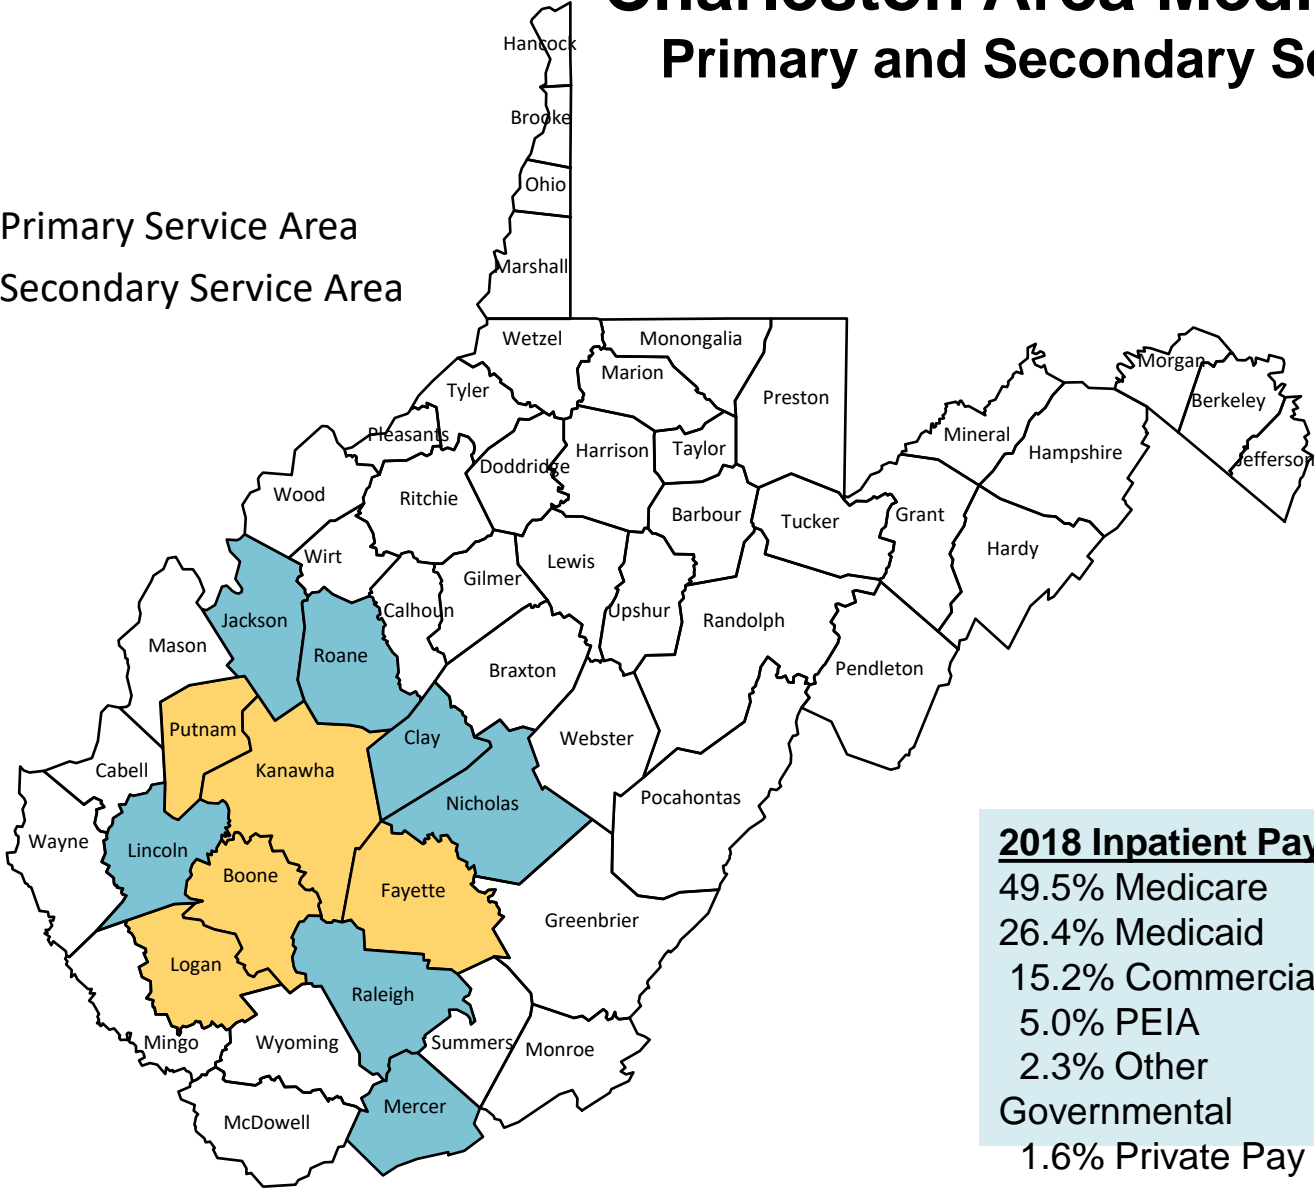 Charleston Area Medi
Primary and Secondary Se
Hancock
Brooke
Ohio
Primary Service Area
Marshall
Secondary Service Area
Wetzel
Monongalia
Morgan
Marion
Tyler
Preston
Berkeley
Pleasants
Mineral
Harrison
Taylor
Hampshire
Jefferson
Doddridge
Wood
Ritchie
Barbour
Grant
Tucker
Hardy
Wirt
Lewis
Gilmer
Calhoun
Upshur
Jackson
Randolph
Mason
Roane
Braxton
Pendleton
Putnam
Clay
Webster
Cabell
Kanawha
Pocahontas
Nicholas
Wayne
Lincoln
Boone
Fayette
Greenbrier
Logan
Raleigh
Mingo
Wyoming
Summers
Monroe
Mercer
McDowell
2018 Inpatient Pay
49.5% Medicare
26.4% Medicaid
15.2% Commercia
5.0% PEIA
2.3% Other
Governmental
1.6% Private Pay